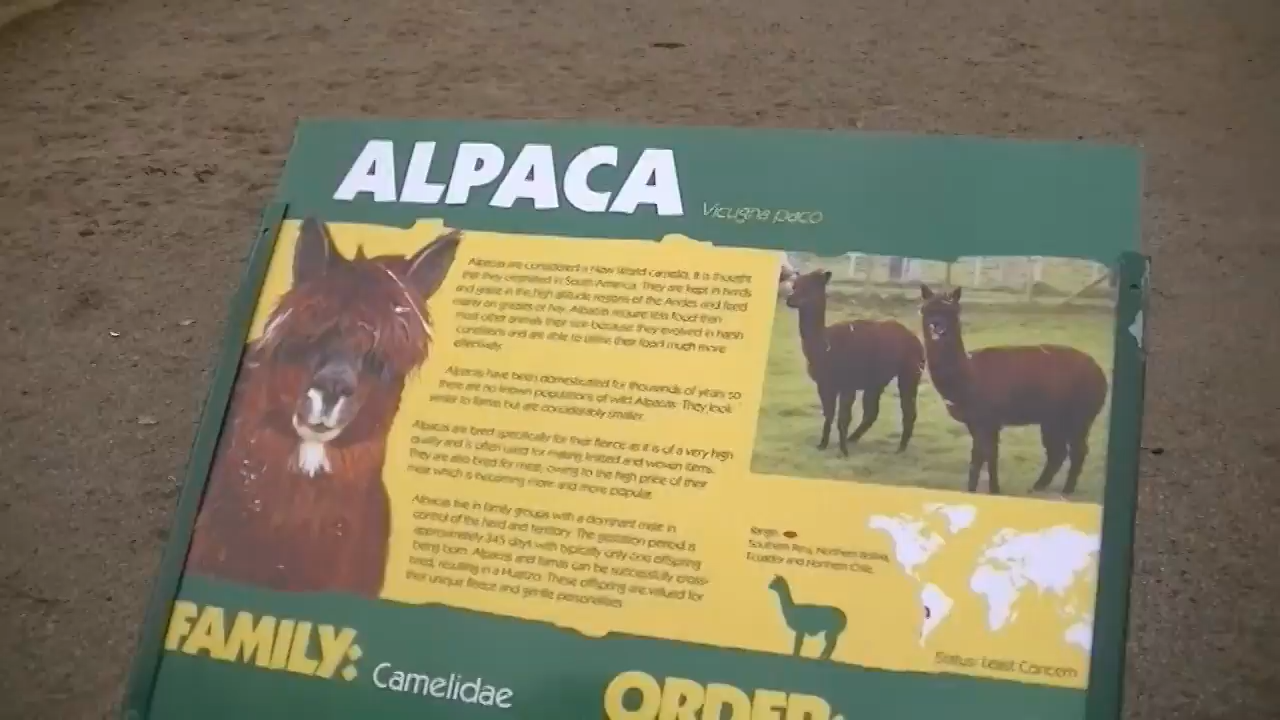 ALPACA
Vicugna paco
Alpacas are considered a New World camelid. It is thought
that they originated in South America. They are kept in herds
and graze in the high altitude regions of the Andes and feed
mainly on grasses or hay. Alpacas require less food than
most other animals their size because they evolved in harsh
conditions and are able to utilise their food much more
effectively.
Alpacas have been domesticated for thousands of years so
there are no known populations of wild Alpacas. They look
similar to llamas but are considerably smaller.
Alpacas are bred specifically for their fleece as it is of a very high
quality and is often used for making knitted and woven items.
They are also bred for meat, owing to the high price of their
meat which is becoming more and more popular.
Alpacas live in family groups with a dominant male in
control of the herd and territory. The gestation period is
approximately 345 days with typically only one offspring
being born. Alpacas and llamas can be successfully cross-
bred, resulting in a Huarizo. These offspring are valued for
their unique fleece and gentle personalities.
Range:
Southern Peru, Northern Bolivia,
Ecuador and Northern Chile.
Status: Least Concern
FAMILY: Camelidae
ORDER: